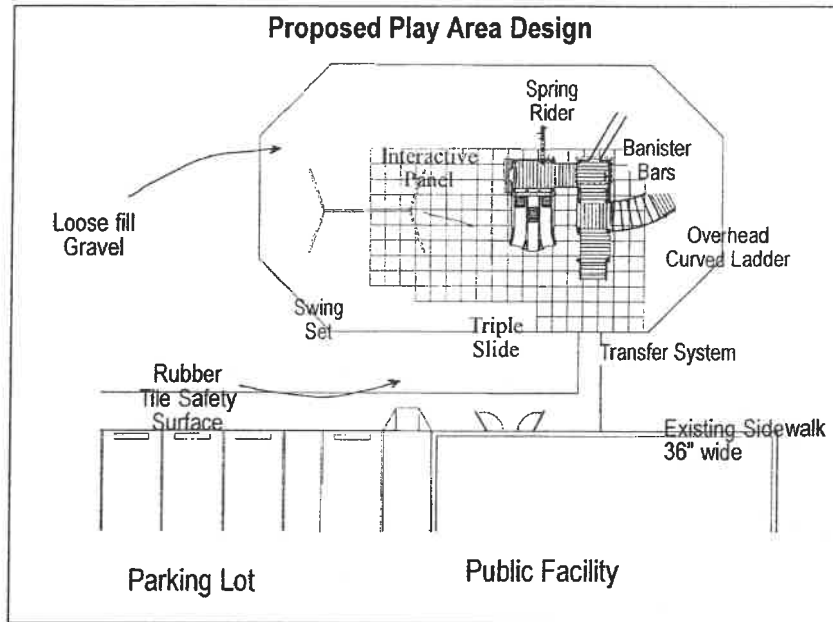 Proposed Play Area Design
Spring
Rider
Interactive
Panel
Banister
Bars
Loose fill
Gravel
Overhead
Curved Ladder
Swing
Set
Triple
Slide
Transfer System
Rubber
Tile Safety
Surface
Existing Sidewalk
36" wide
Parking Lot
Public Facility